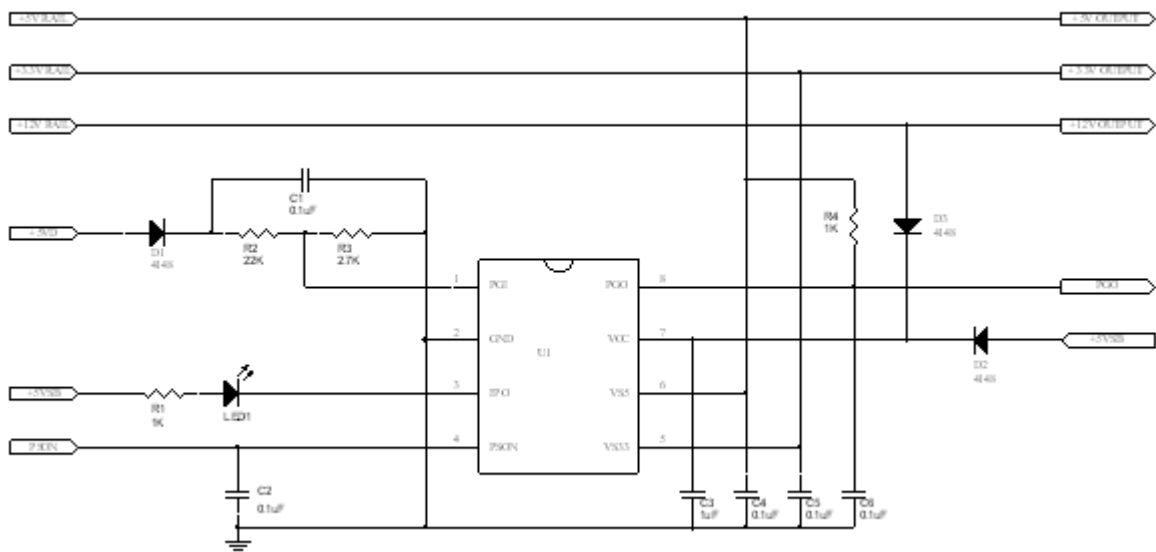 +5V RAIL
+5V OUTPUT
+3.3V RAIL
+3.3V OUTPUT
+12V RAIL
+12V OUTPUT
C1
0.1uF
D1
4148
R2
22K
R3
2.7K
R4
1K
D3
4148
1
PGI
PGO
8
PGO
2
GND
U1
VCC
7
+5VSB
D2
4148
+5VSB
R1
1K
LED1
3
FPO
VS5
6
PSON
4
PSON
VS33
5
C2
0.1uF
C3
1uF
C4
0.1uF
C5
0.1uF
C6
0.1uF